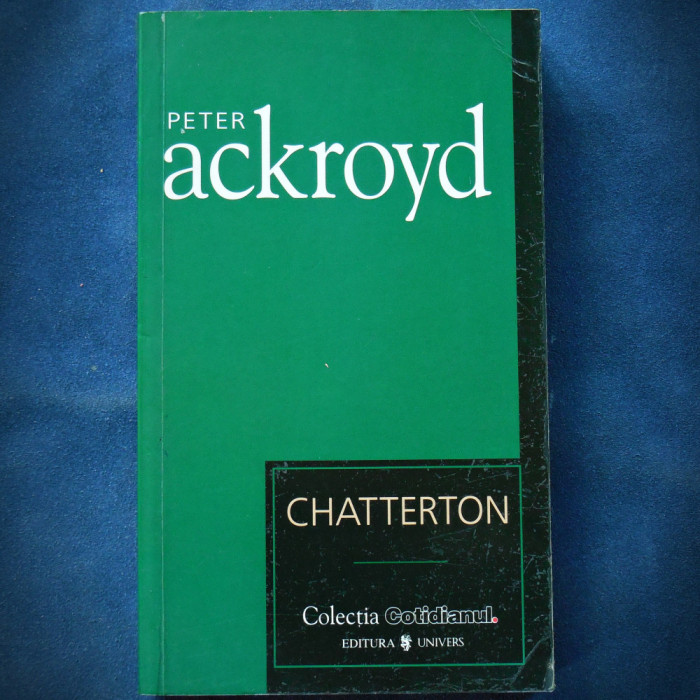 PETER
ackroyd
CHATTERTON
Colecția Cotidianul.
EDITURA UNIVERS